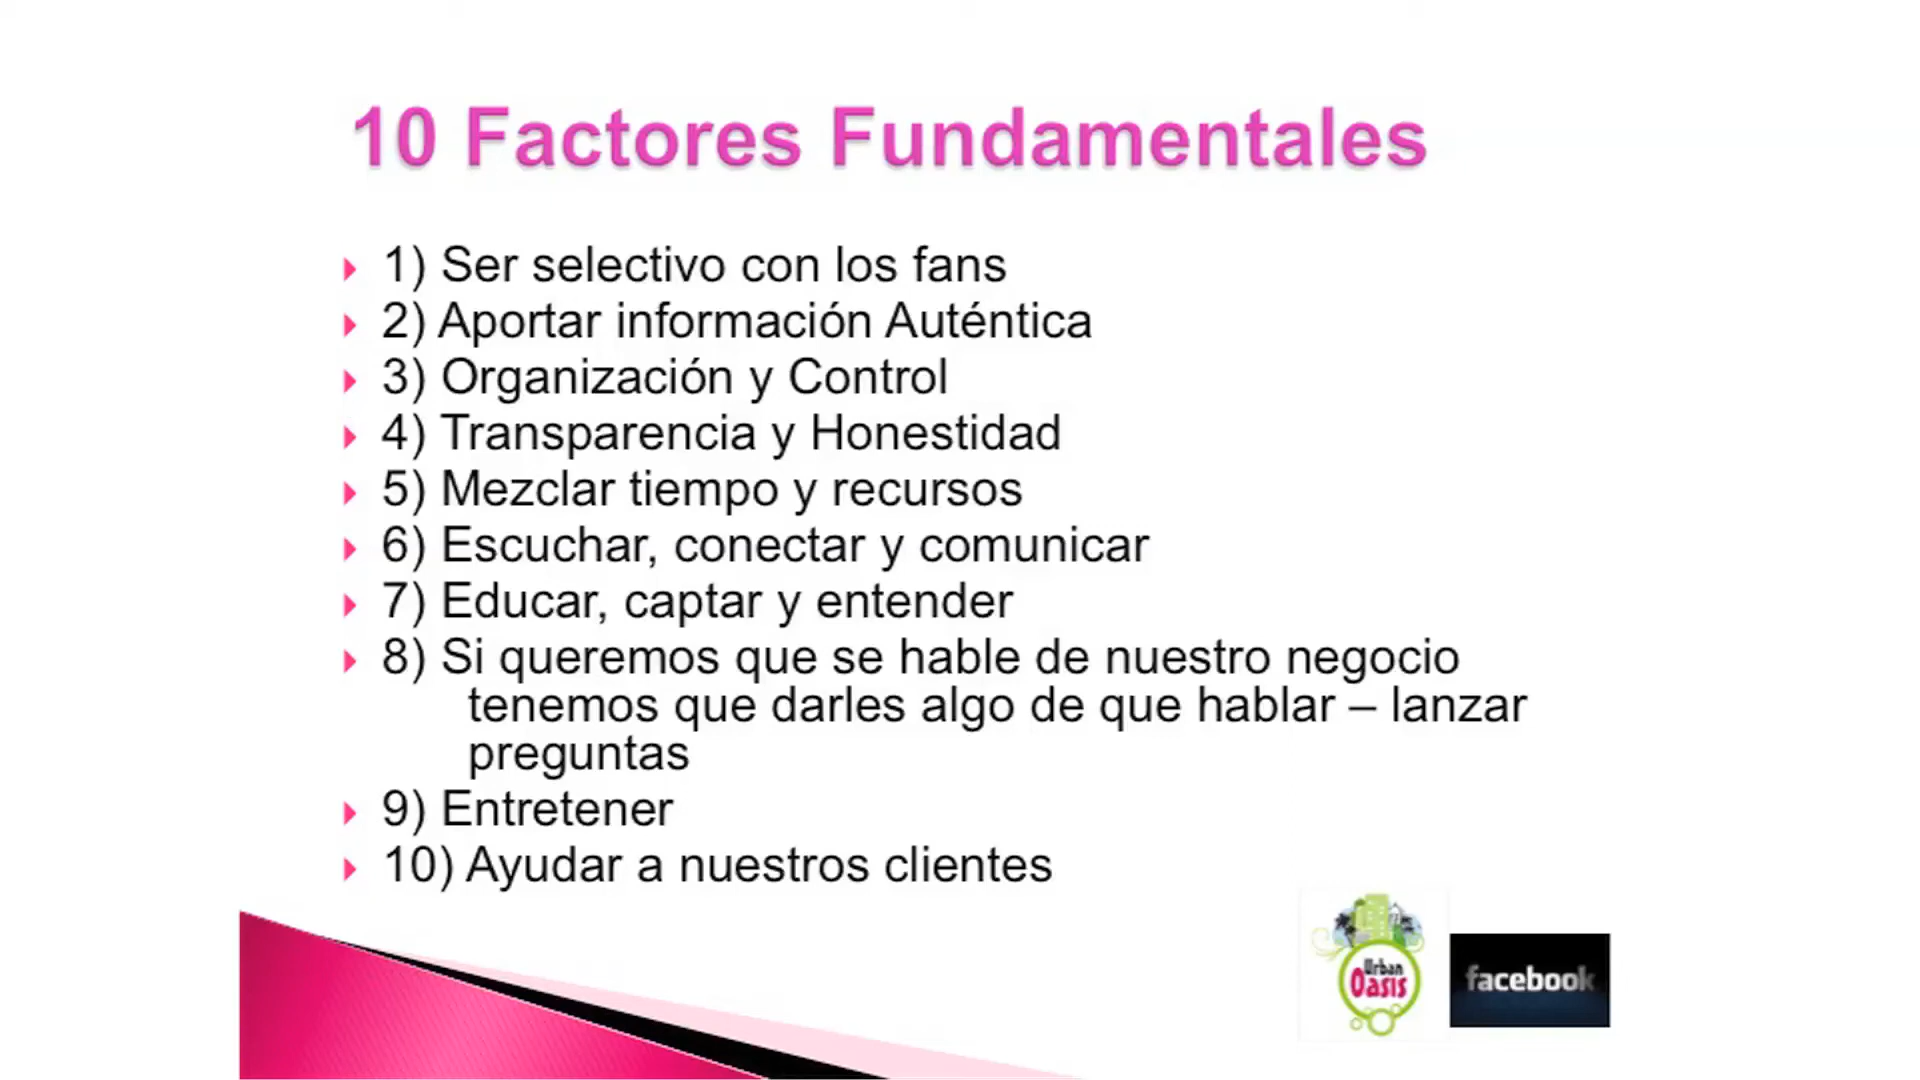 10 Factores Fundamentales
1) Ser selectivo con los fans
2) Aportar información Auténtica
3) Organización y Control
4) Transparencia y Honestidad
5) Mezclar tiempo y recursos
6) Escuchar, conectar y comunicar
7) Educar, captar y entender
8) Si queremos que se hable de nuestro negocio
tenemos que darles algo de que hablar – lanzar
preguntas
9) Entretener
10) Ayudar a nuestros clientes
Urban
Oasis
facebook